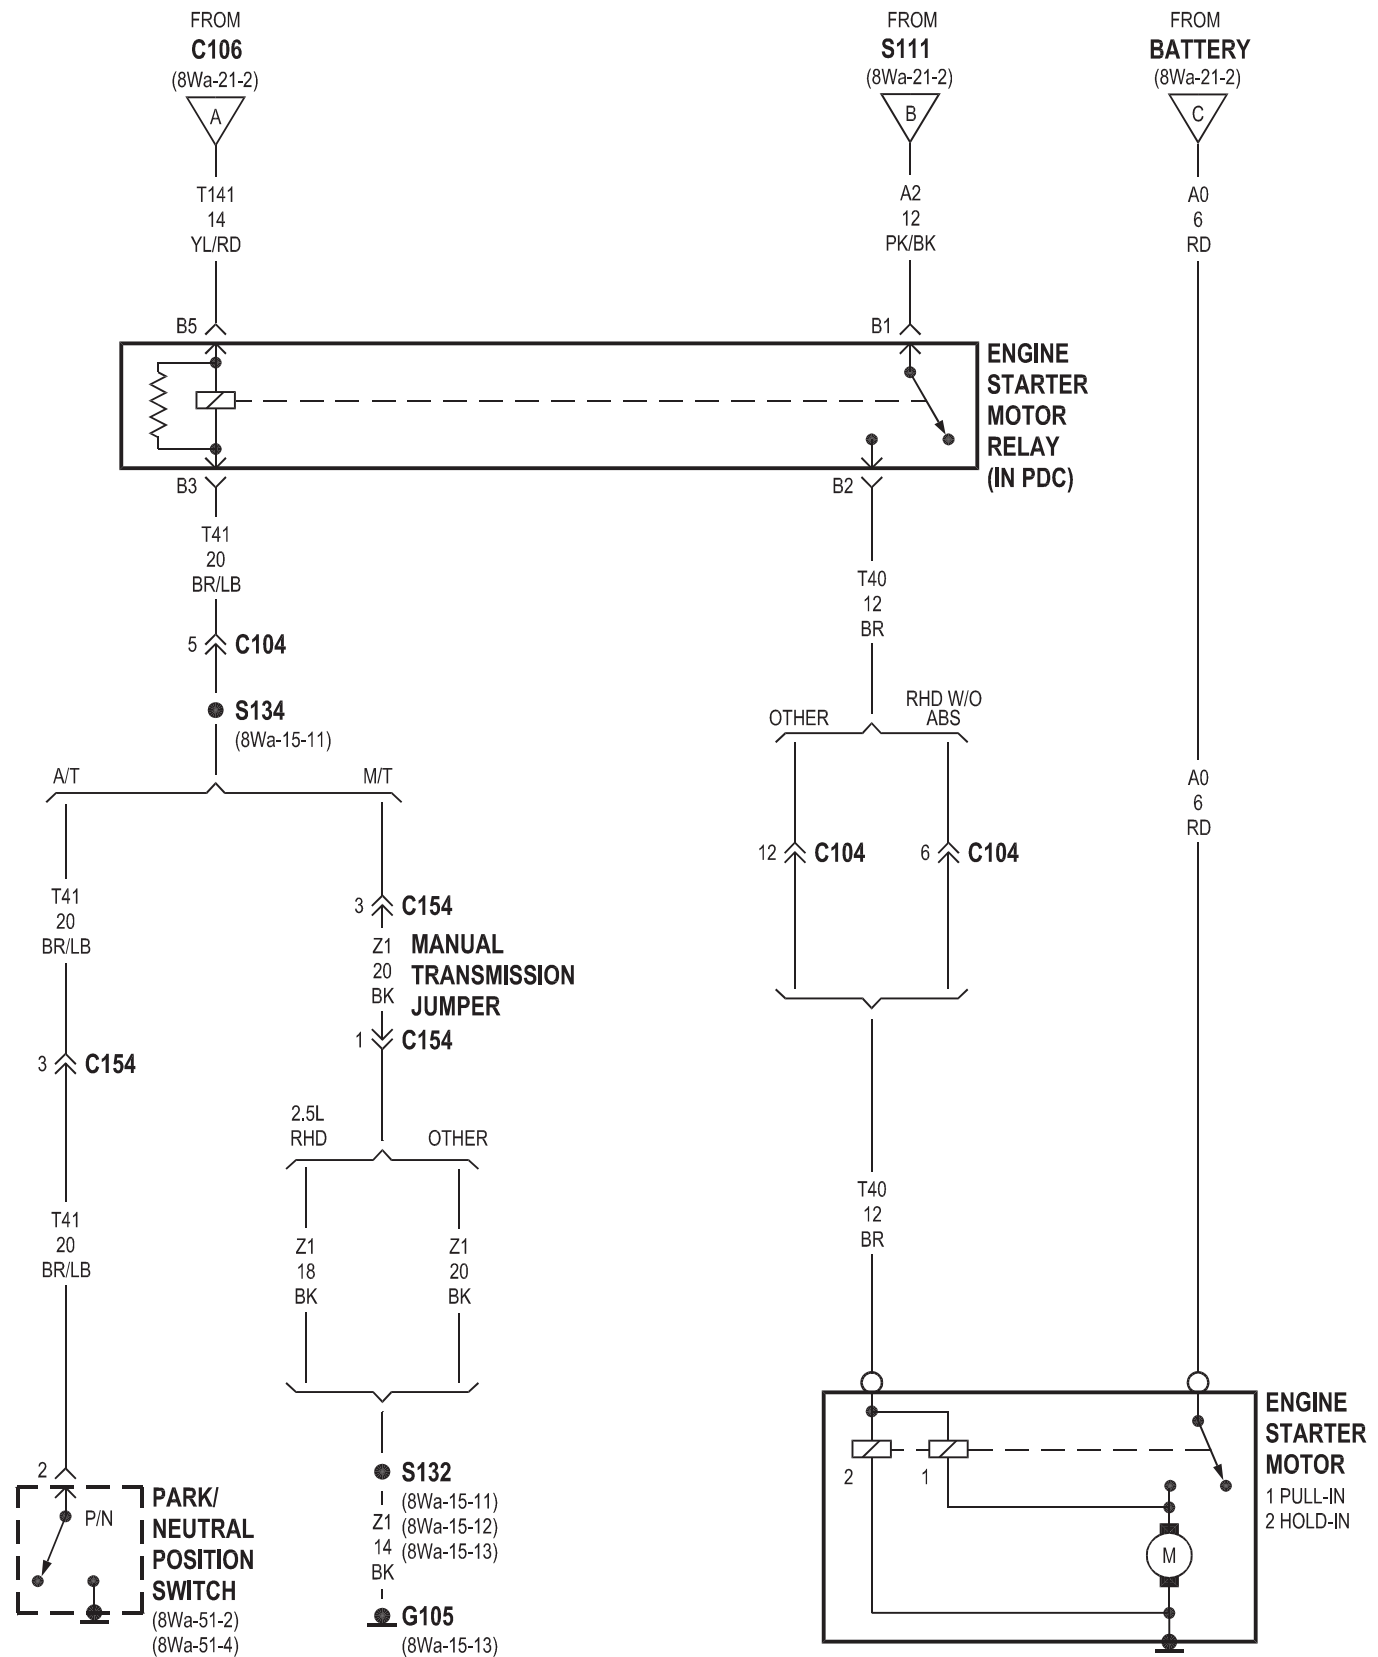 FROM
C106
(8Wa-21-2)
A
T141
14
YL/RD
B5
FROM
S111
(8Wa-21-2)
B
A2
12
PK/BK
B1
FROM
BATTERY
(8Wa-21-2)
C
A0
6
RD
ENGINE
STARTER
MOTOR
RELAY
(IN PDC)
B3
T41
20
BR/LB
5 C104
S134
(8Wa-15-11)
A/T
M/T
B2
T40
12
BR
OTHER
RHD W/O
ABS
12 C104
6 C104
A0
6
RD
T41
20
BR/LB
3 C154
T41
20
BR/LB
3 C154
Z1
20
BK
MANUAL
TRANSMISSION
JUMPER
1 C154
2.5L
RHD
OTHER
Z1
18
BK
Z1
20
BK
T40
12
BR
2
P/N
PARK/
NEUTRAL
POSITION
SWITCH
(8Wa-51-2)
(8Wa-51-4)
S132
(8Wa-15-11)
(8Wa-15-12)
(8Wa-15-13)
Z1
14
BK
G105
(8Wa-15-13)
2
1
M
ENGINE
STARTER
MOTOR
1 PULL-IN
2 HOLD-IN